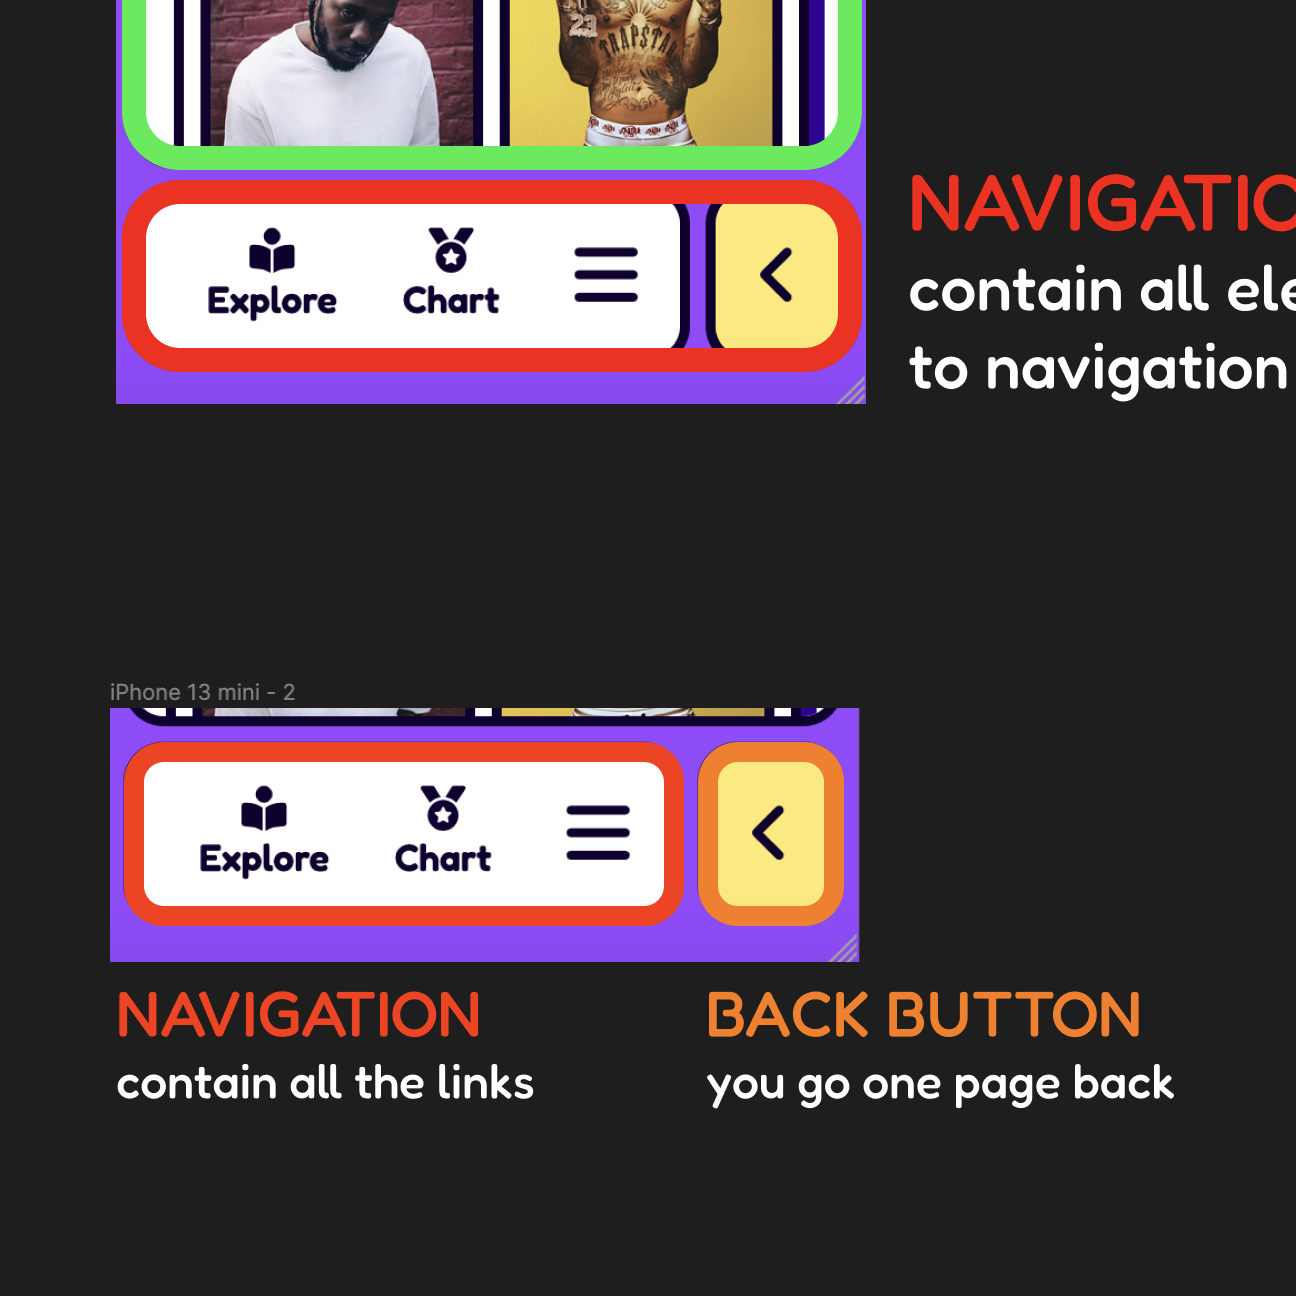 23
TRAPSTAR
Explore
Chart
NAVIGATIO
contain all ele
to navigation
iPhone 13 mini - 2
Explore
Chart
NAVIGATION
contain all the links
BACK BUTTON
you go one page back